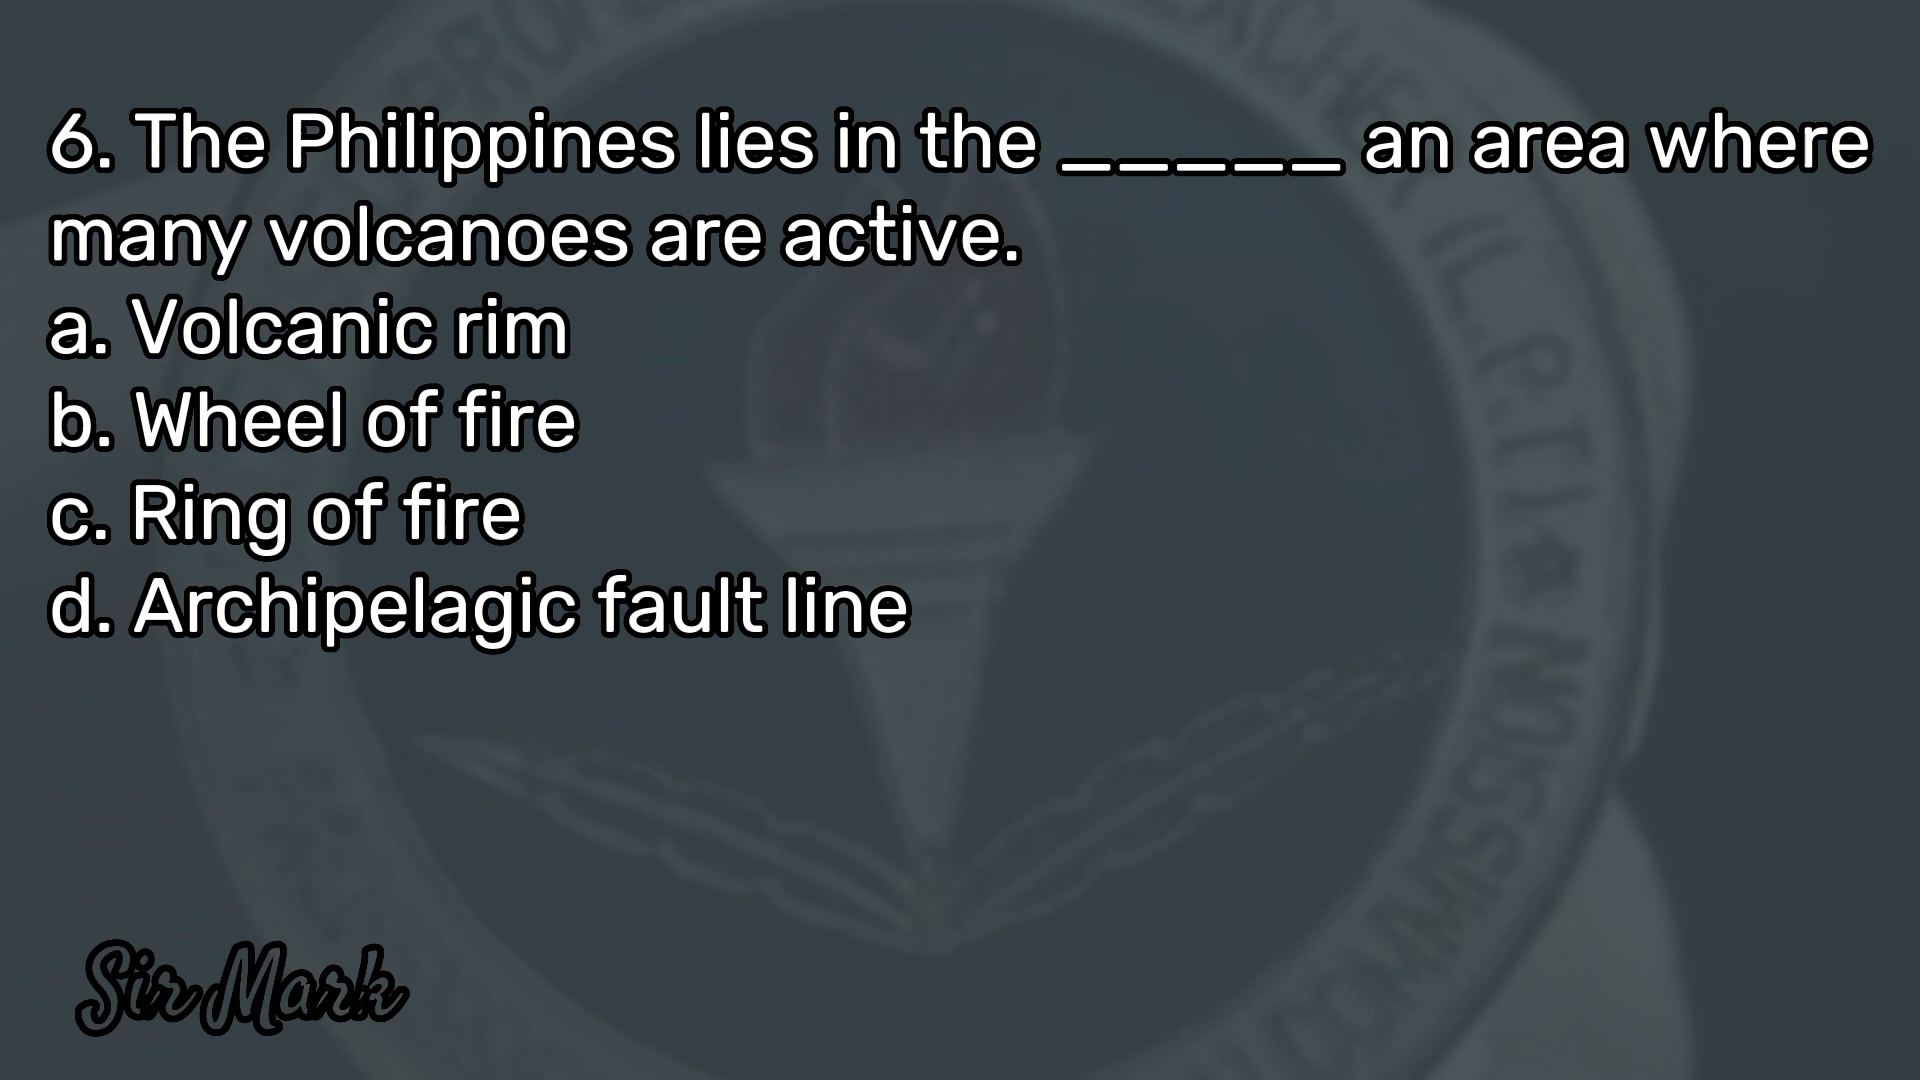 6. The Philippines lies in the _____ an area where
many volcanoes are active.
a. Volcanic rim
b. Wheel of fire
c. Ring of fire
d. Archipelagic fault line
Sir Mark